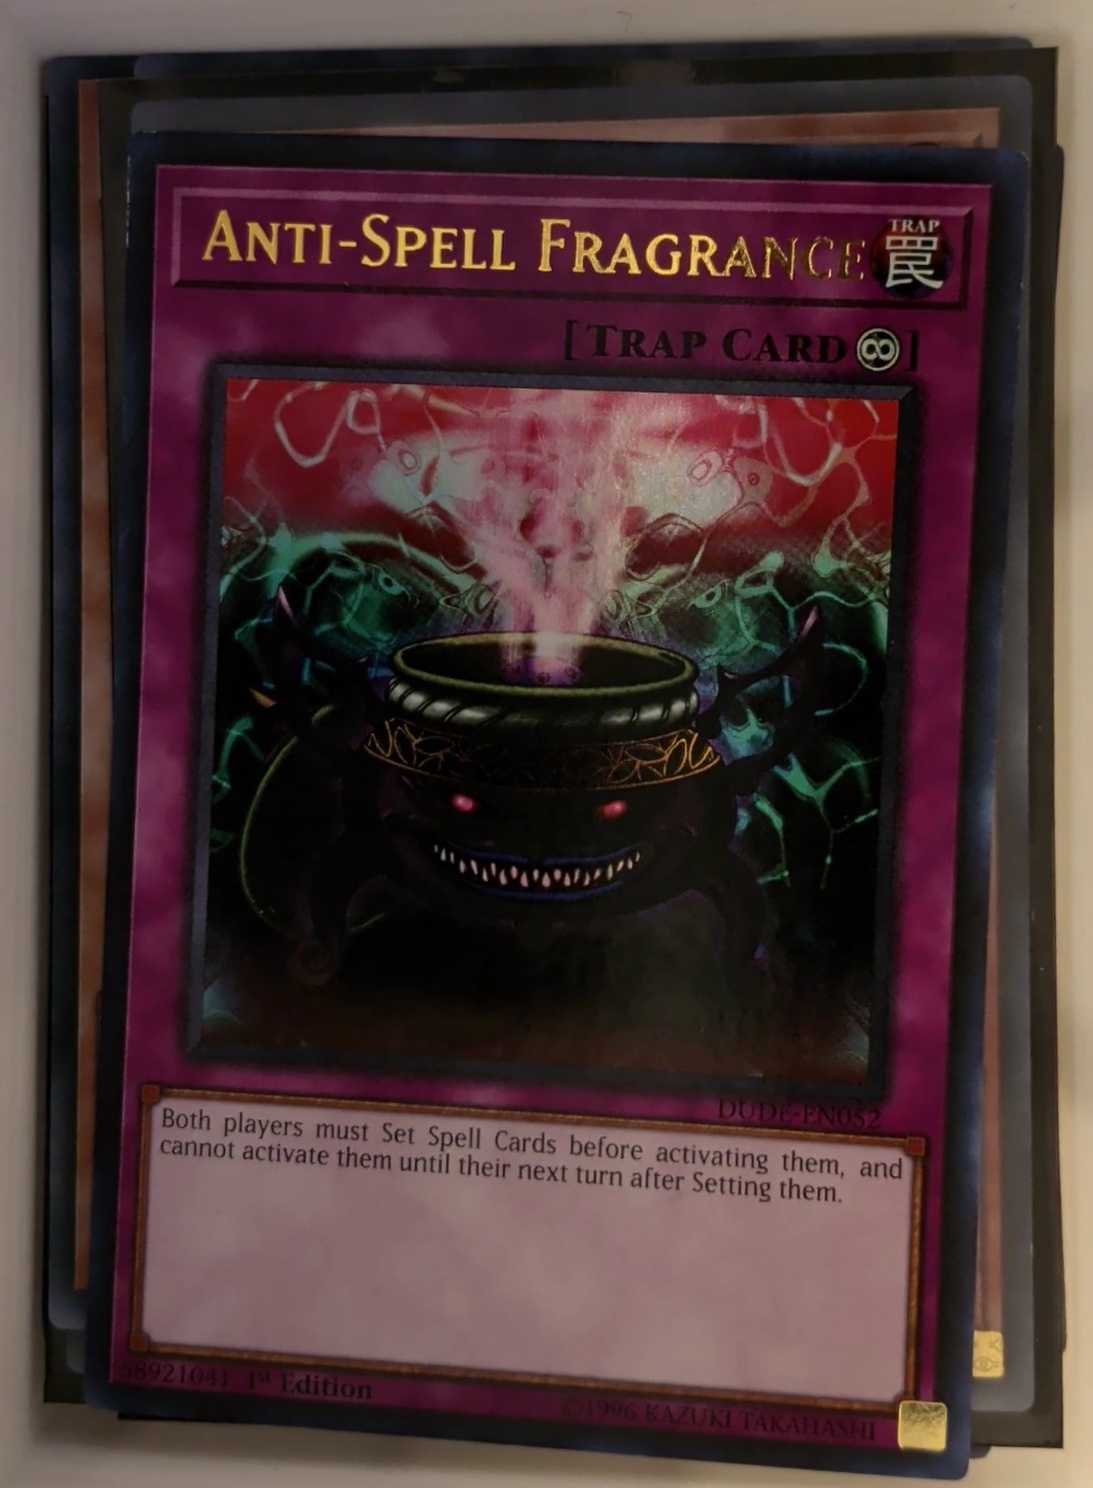 ANTI-SPELL FRAGRANCE
TRAP
罠
[TRAP CARD ∞]
DUDE-EN052
Both players must Set Spell Cards before activating them, and
cannot activate them until their next turn after Setting them.
58921041 1st Edition
©1996 KAZUKI TAKAHASHI